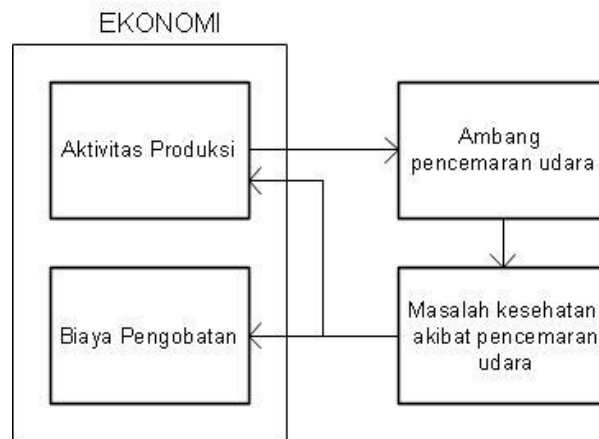 EKONOMI
Aktivitas Produksi
Ambang
pencemaran udara
Biaya Pengobatan
Masalah kesehatan
akibat pencemaran
udara